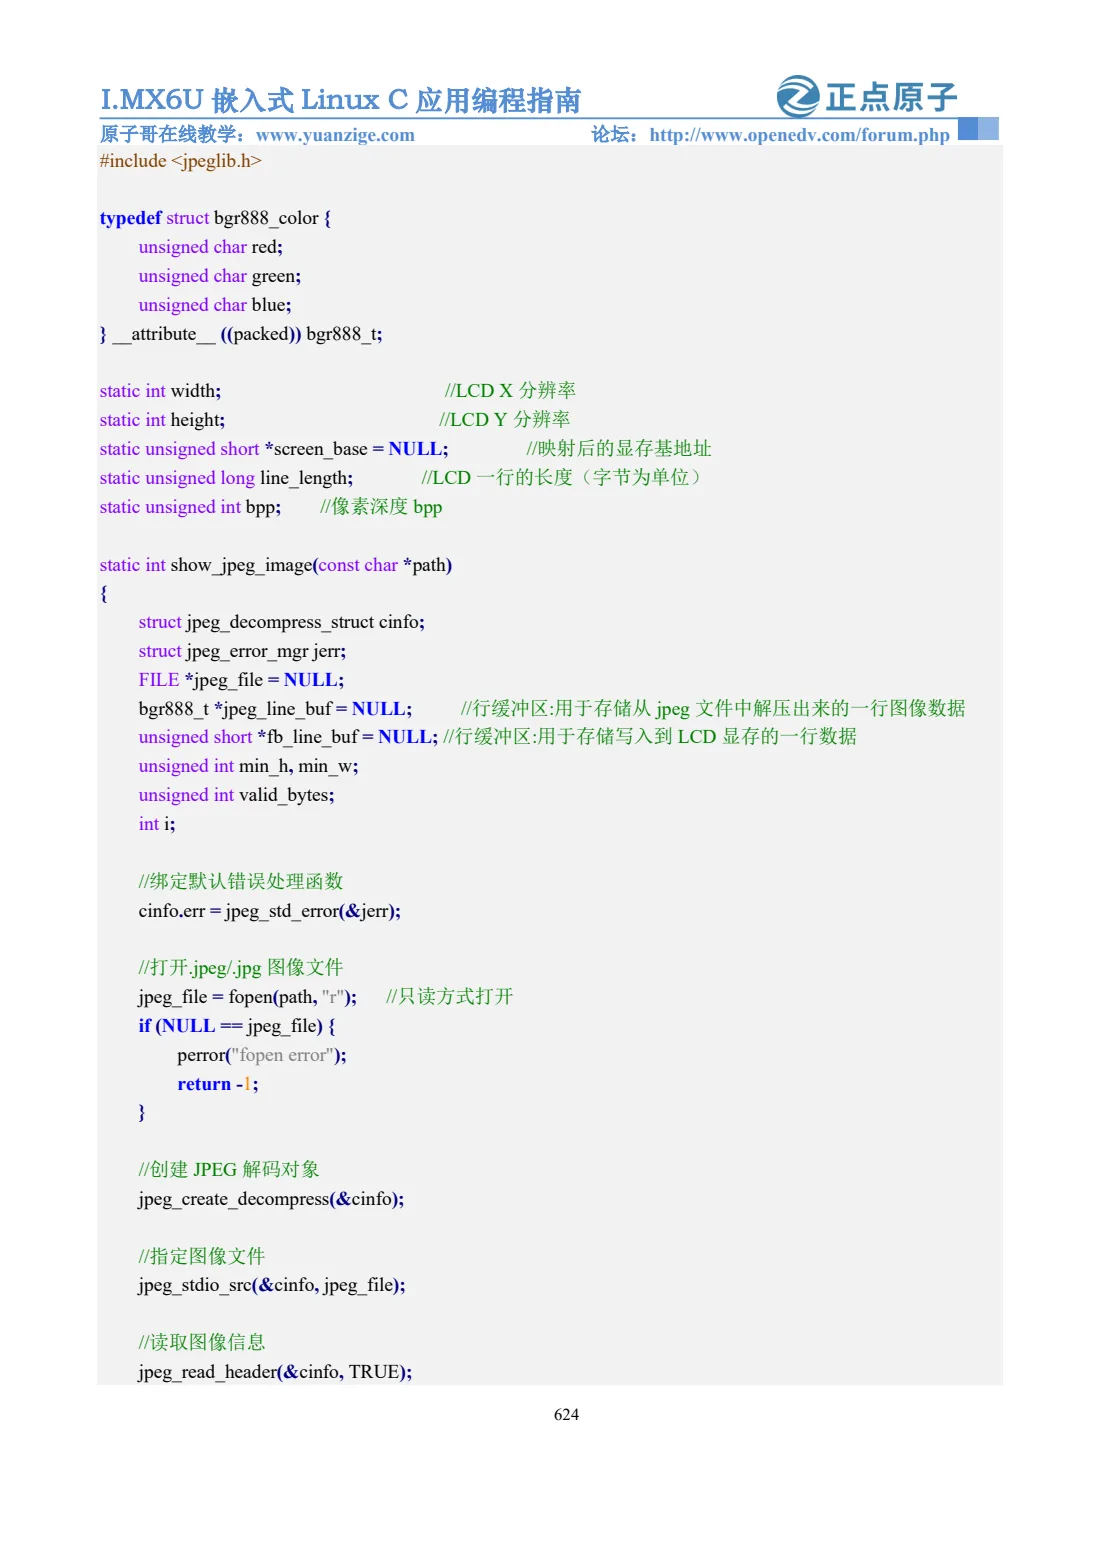 I.MX6U 嵌入式 Linux C 应用编程指南
正点原子
原子哥在线教学：www.yuanzige.com 论坛：http://www.openedv.com/forum.php
#include <jpeglib.h>
typedef struct bgr888_color {
unsigned char red;
unsigned char green;
unsigned char blue;
} __attribute__ ((packed)) bgr888_t;
static int width; //LCD X 分辨率
static int height; //LCD Y 分辨率
static unsigned short *screen_base = NULL; //映射后的显存基地址
static unsigned long line_length; //LCD 一行的长度（字节为单位）
static unsigned int bpp; //像素深度 bpp
static int show_jpeg_image(const char *path)
{
struct jpeg_decompress_struct cinfo;
struct jpeg_error_mgr jerr;
FILE *jpeg_file = NULL;
bgr888_t *jpeg_line_buf = NULL; //行缓冲区:用于存储从 jpeg 文件中解压出来的一行图像数据
unsigned short *fb_line_buf = NULL; //行缓冲区:用于存储写入到 LCD 显存的一行数据
unsigned int min_h, min_w;
unsigned int valid_bytes;
int i;
//绑定默认错误处理函数
cinfo.err = jpeg_std_error(&jerr);
//打开.jpeg/.jpg 图像文件
jpeg_file = fopen(path, "r"); //只读方式打开
if (NULL == jpeg_file) {
perror("fopen error");
return -1;
}
//创建 JPEG 解码对象
jpeg_create_decompress(&cinfo);
//指定图像文件
jpeg_stdio_src(&cinfo, jpeg_file);
//读取图像信息
jpeg_read_header(&cinfo, TRUE);
624